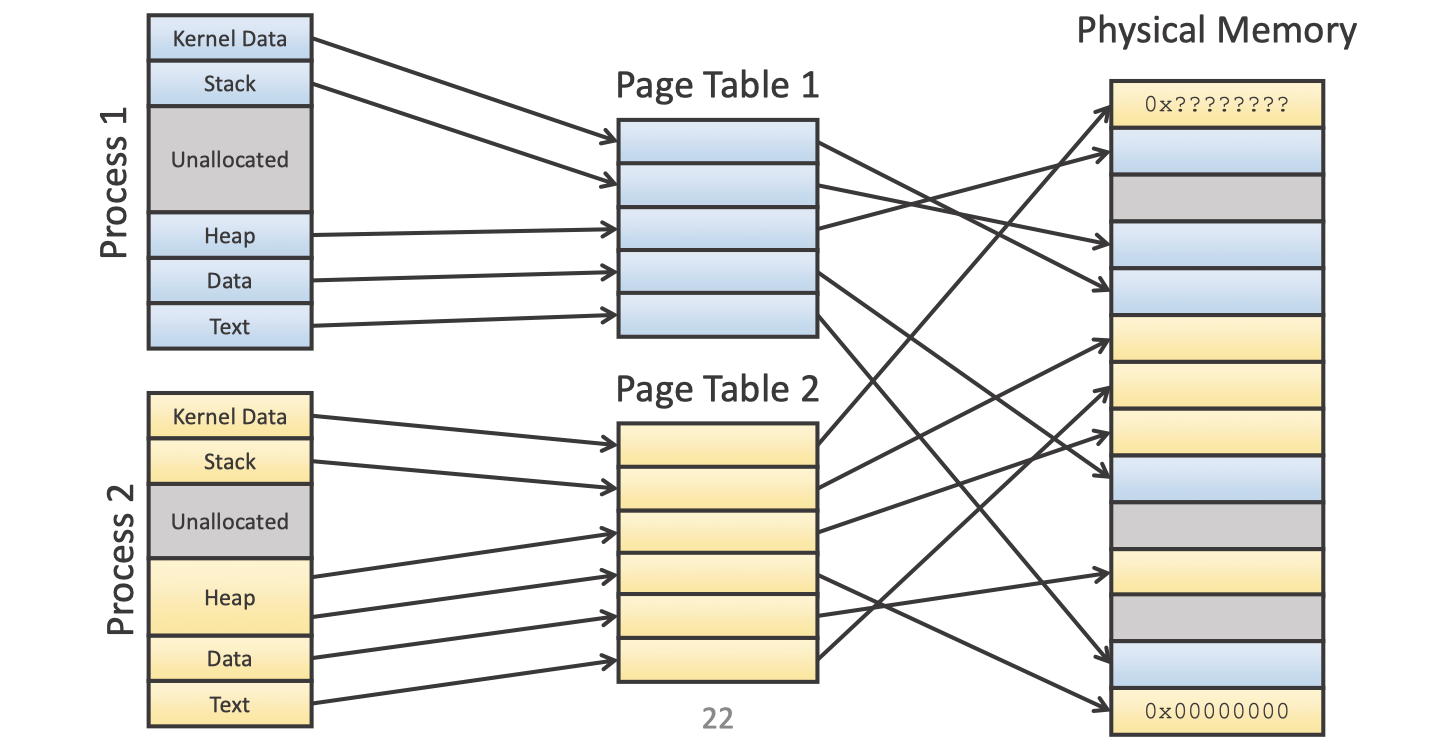 Process 1
Kernel Data
Stack
Unallocated
Heap
Data
Text
Page Table 1
Physical Memory
0x????????
Process 2
Kernel Data
Stack
Unallocated
Heap
Data
Text
Page Table 2
0x00000000
22